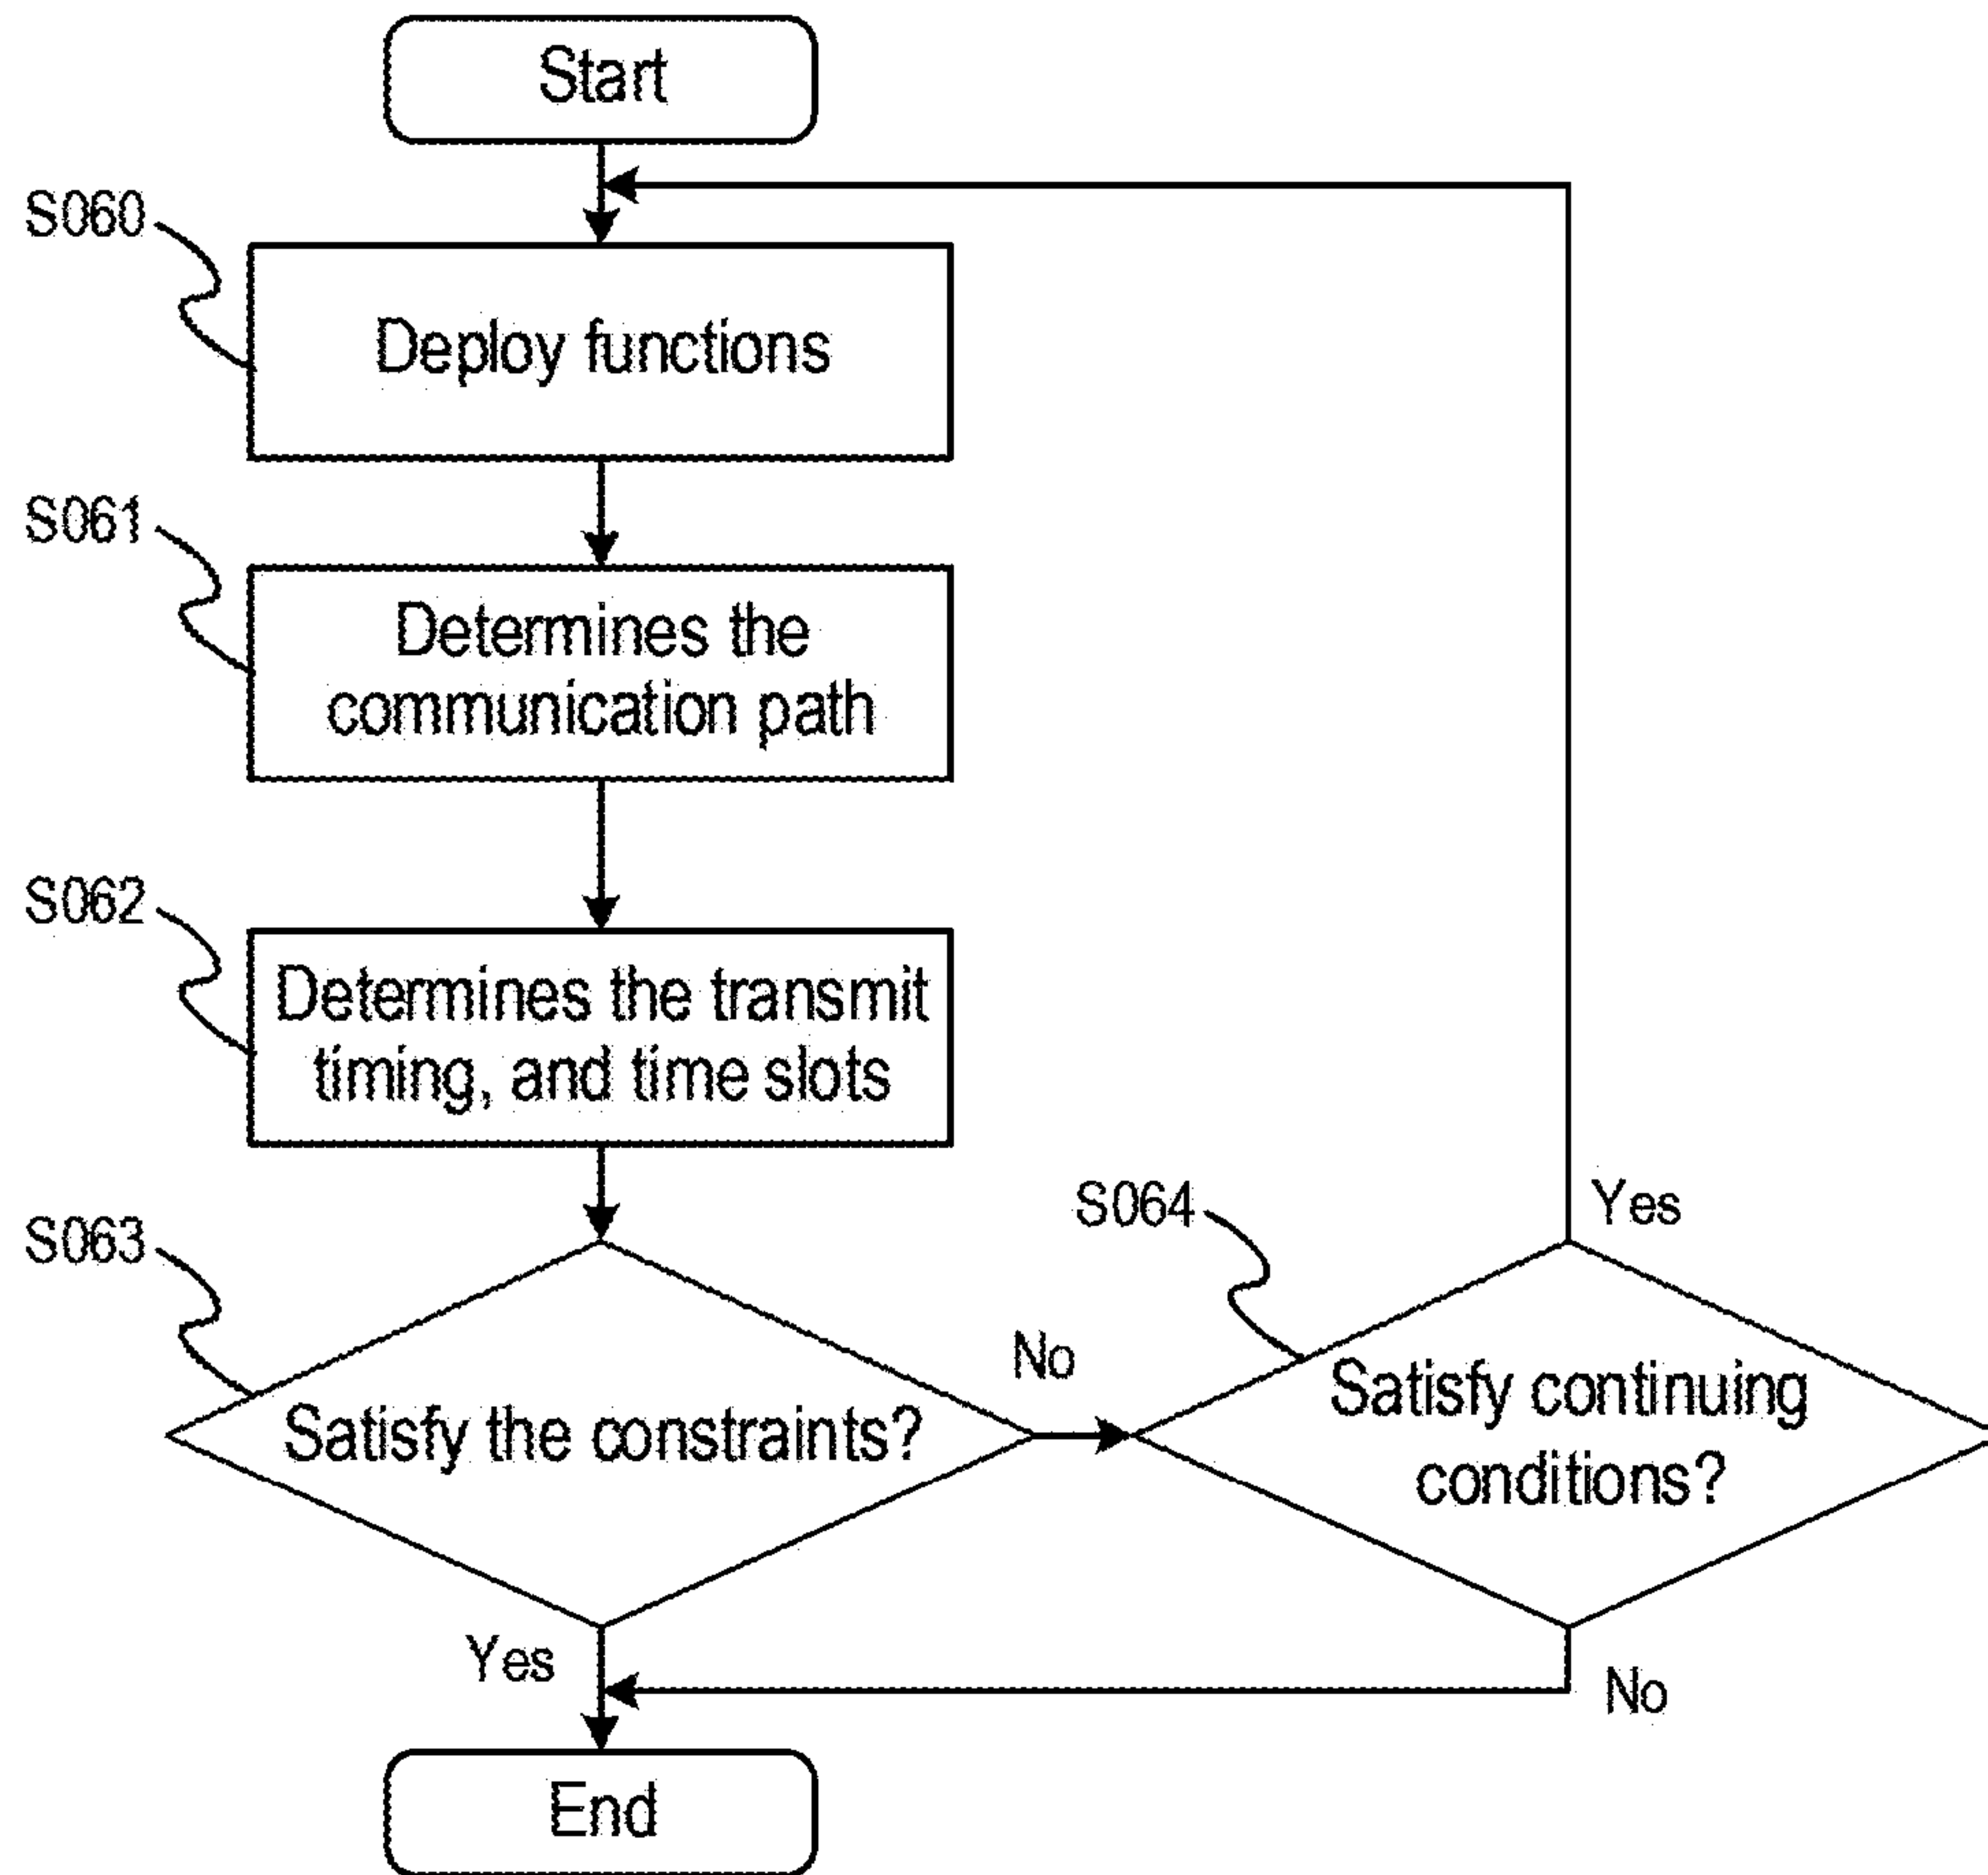 Start
S060
Deploy functions
S061
Determines the
communication path
S062
Determines the transmit
timing, and time slots
S063
Satisfy the constraints?
No
S064
Yes
Satisfy continuing
conditions?
Yes
No
End